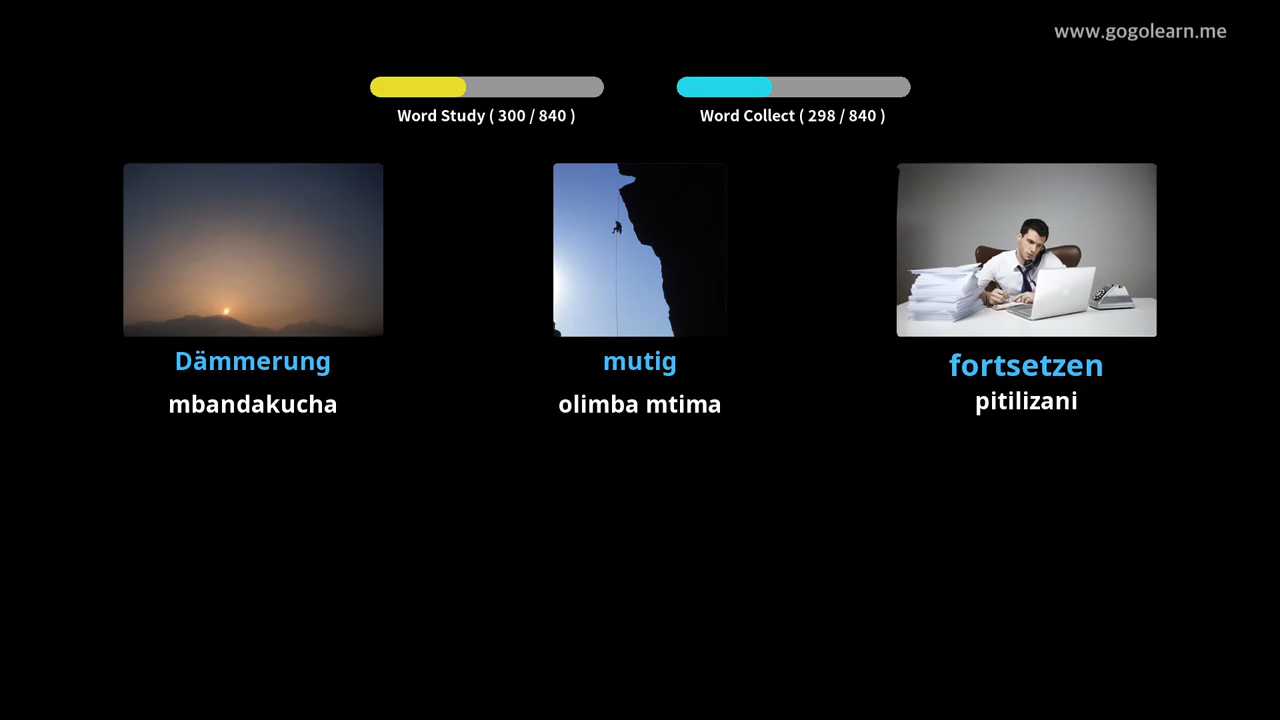 www.gogolearn.me
Word Study ( 300 / 840 )
Word Collect ( 298 / 840 )
Dämmerung
mbandakucha
mutig
olimba mtima
fortsetzen
pitilizani